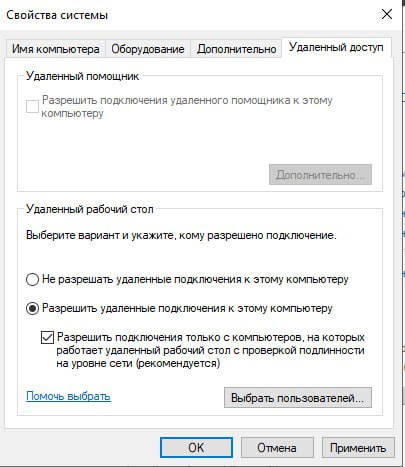 Свойства системы
Имя компьютера
Оборудование
Дополнительно
Удаленный доступ
Удаленный помощник
Разрешить подключения удаленного помощника к этому
компьютеру
Дополнительно...
Удаленный рабочий стол
Выберите вариант и укажите, кому разрешено подключение.
Не разрешать удаленные подключения к этому компьютеру
Разрешить удаленные подключения к этому компьютеру
Разрешить подключения только с компьютеров, на которых
работает удаленный рабочий стол с проверкой подлинности
на уровне сети (рекомендуется)
Помочь выбрать
Выбрать пользователей...
ОК
Отмена
Применить